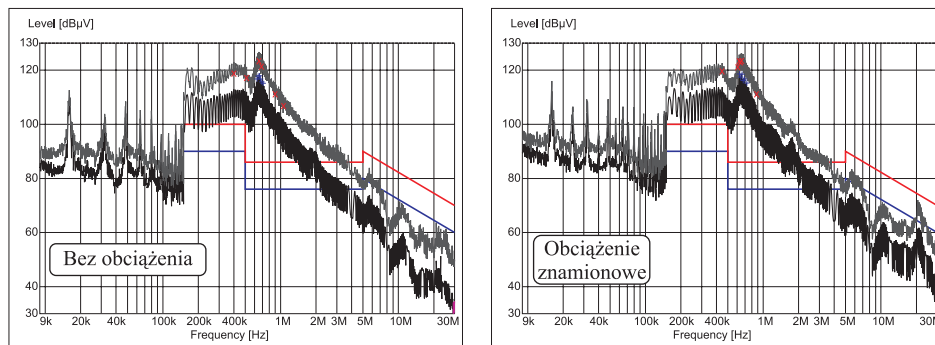 Level [dBµV]
130
120
100
80
60
40
30
Bez obciążenia
9k 20k 40k 100k 200k 400k 1M 2M 3M 5M 10M 30M
Frequency [Hz]
Level [dBµV]
130
120
100
80
60
40
30
Obciążenie
znamionowe
9k 20k 40k 100k 200k 400k 1M 2M 3M 5M 10M 30M
Frequency [Hz]